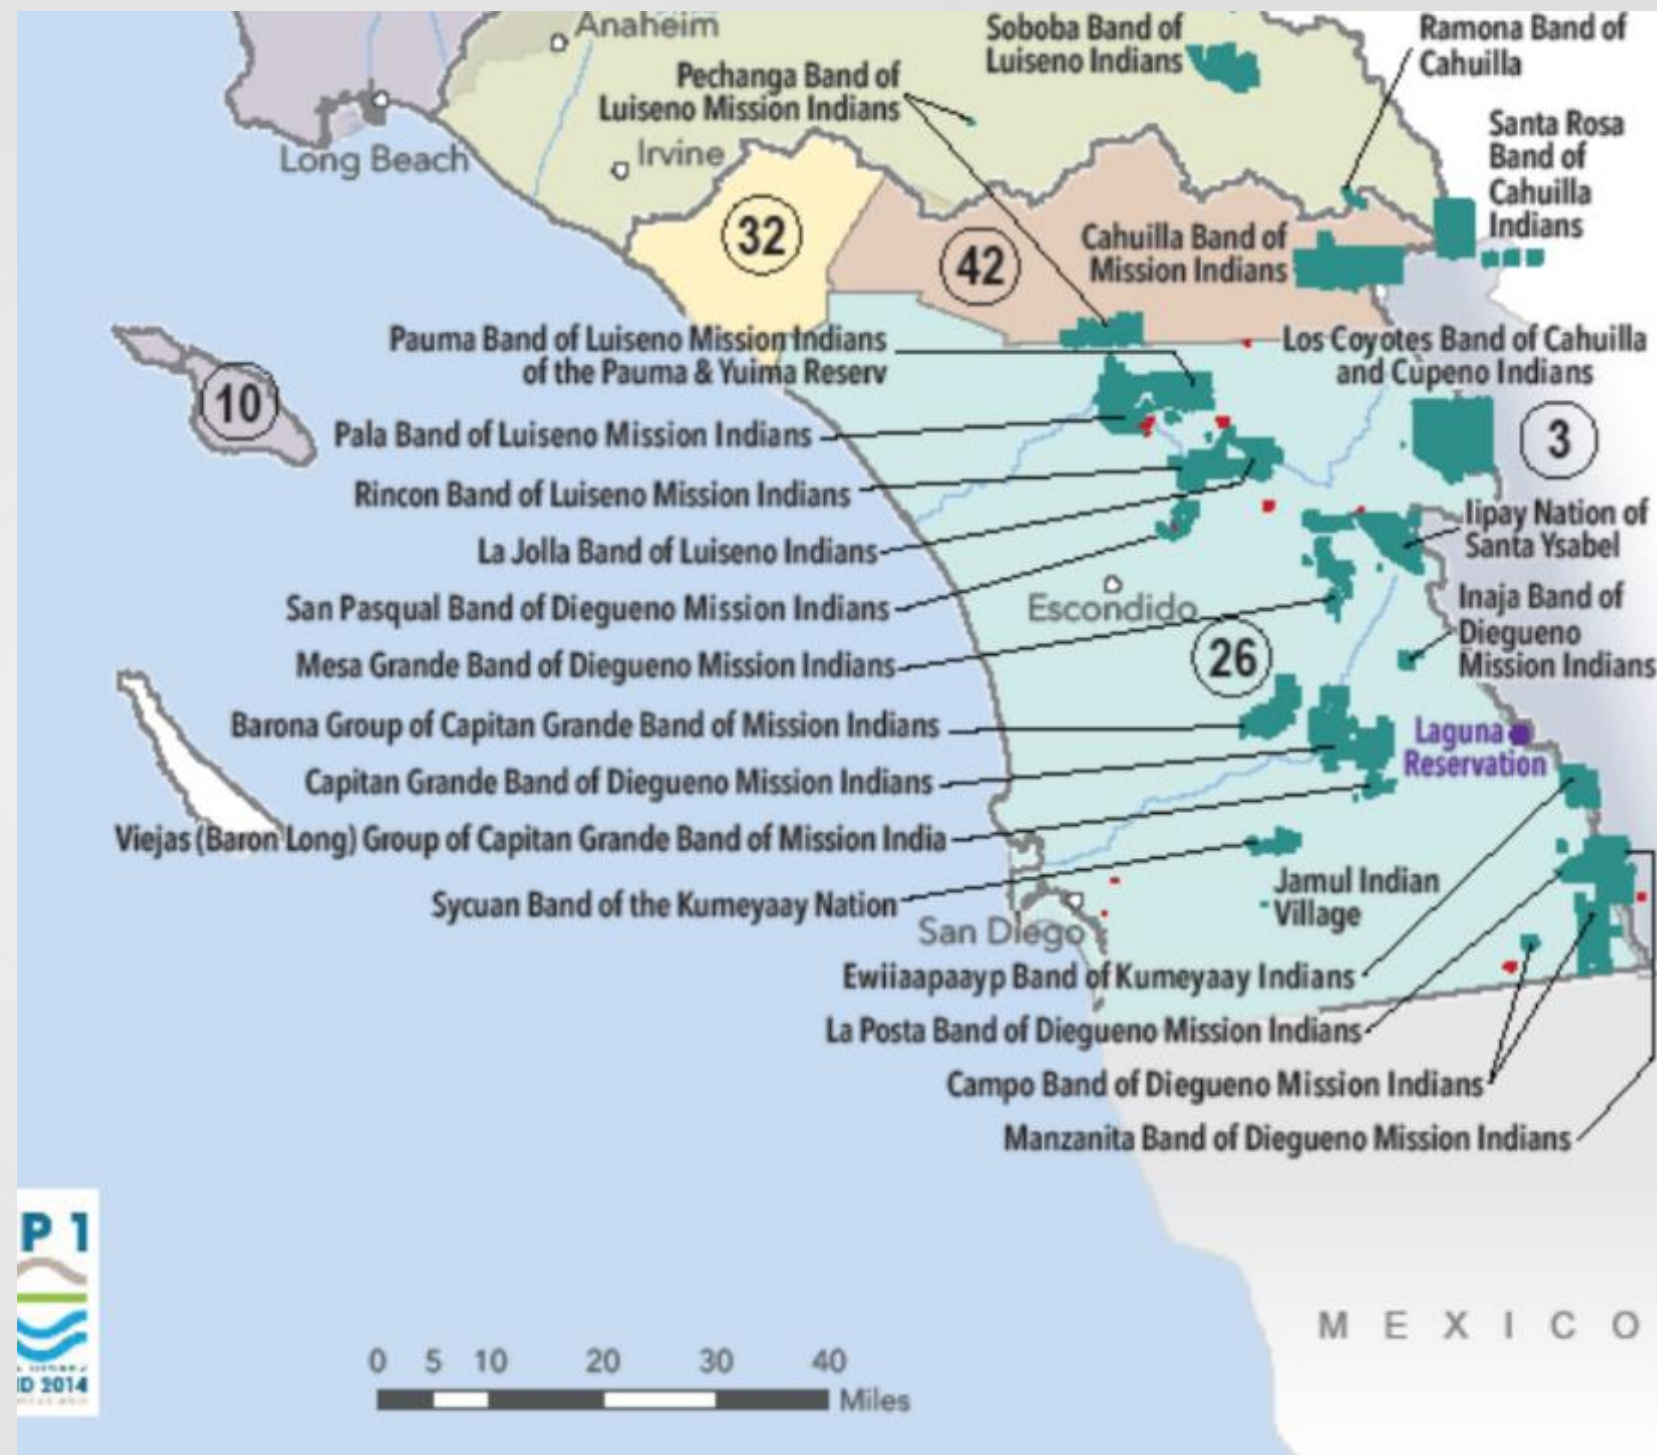 Anaheim
Soboba Band of
Luiseno Indians
Ramona Band of
Cahuilla
Pechanga Band of
Luiseno Mission Indians
Santa Rosa
Band of
Cahuilla
Indians
Long Beach
Irvine
32
42
Cahuilla Band of
Mission Indians
Pauma Band of Luiseno Mission Indians
of the Pauma & Yuima Reserv
Los Coyotes Band of Cahuilla
and Cupeno Indians
10
3
Pala Band of Luiseno Mission Indians
Rincon Band of Luiseno Mission Indians
Iipay Nation of
Santa Ysabel
La Jolla Band of Luiseno Indians
Escondido
San Pasqual Band of Diegueno Mission Indians
Inaja Band of
Diegueno
Mission Indians
26
Mesa Grande Band of Diegueno Mission Indians
Barona Group of Capitan Grande Band of Mission Indians
Laguna
Reservation
Capitan Grande Band of Diegueno Mission Indians
Viejas (Baron Long) Group of Capitan Grande Band of Mission India
Jamul Indian
Village
Sycuan Band of the Kumeyaay Nation
San Diego
Ewiiaapaayp Band of Kumeyaay Indians
La Posta Band of Diegueno Mission Indians
Campo Band of Diegueno Mission Indians
Manzanita Band of Diegueno Mission Indians
P 1
ID 2014
MEXICO
0 5 10 20 30 40
Miles